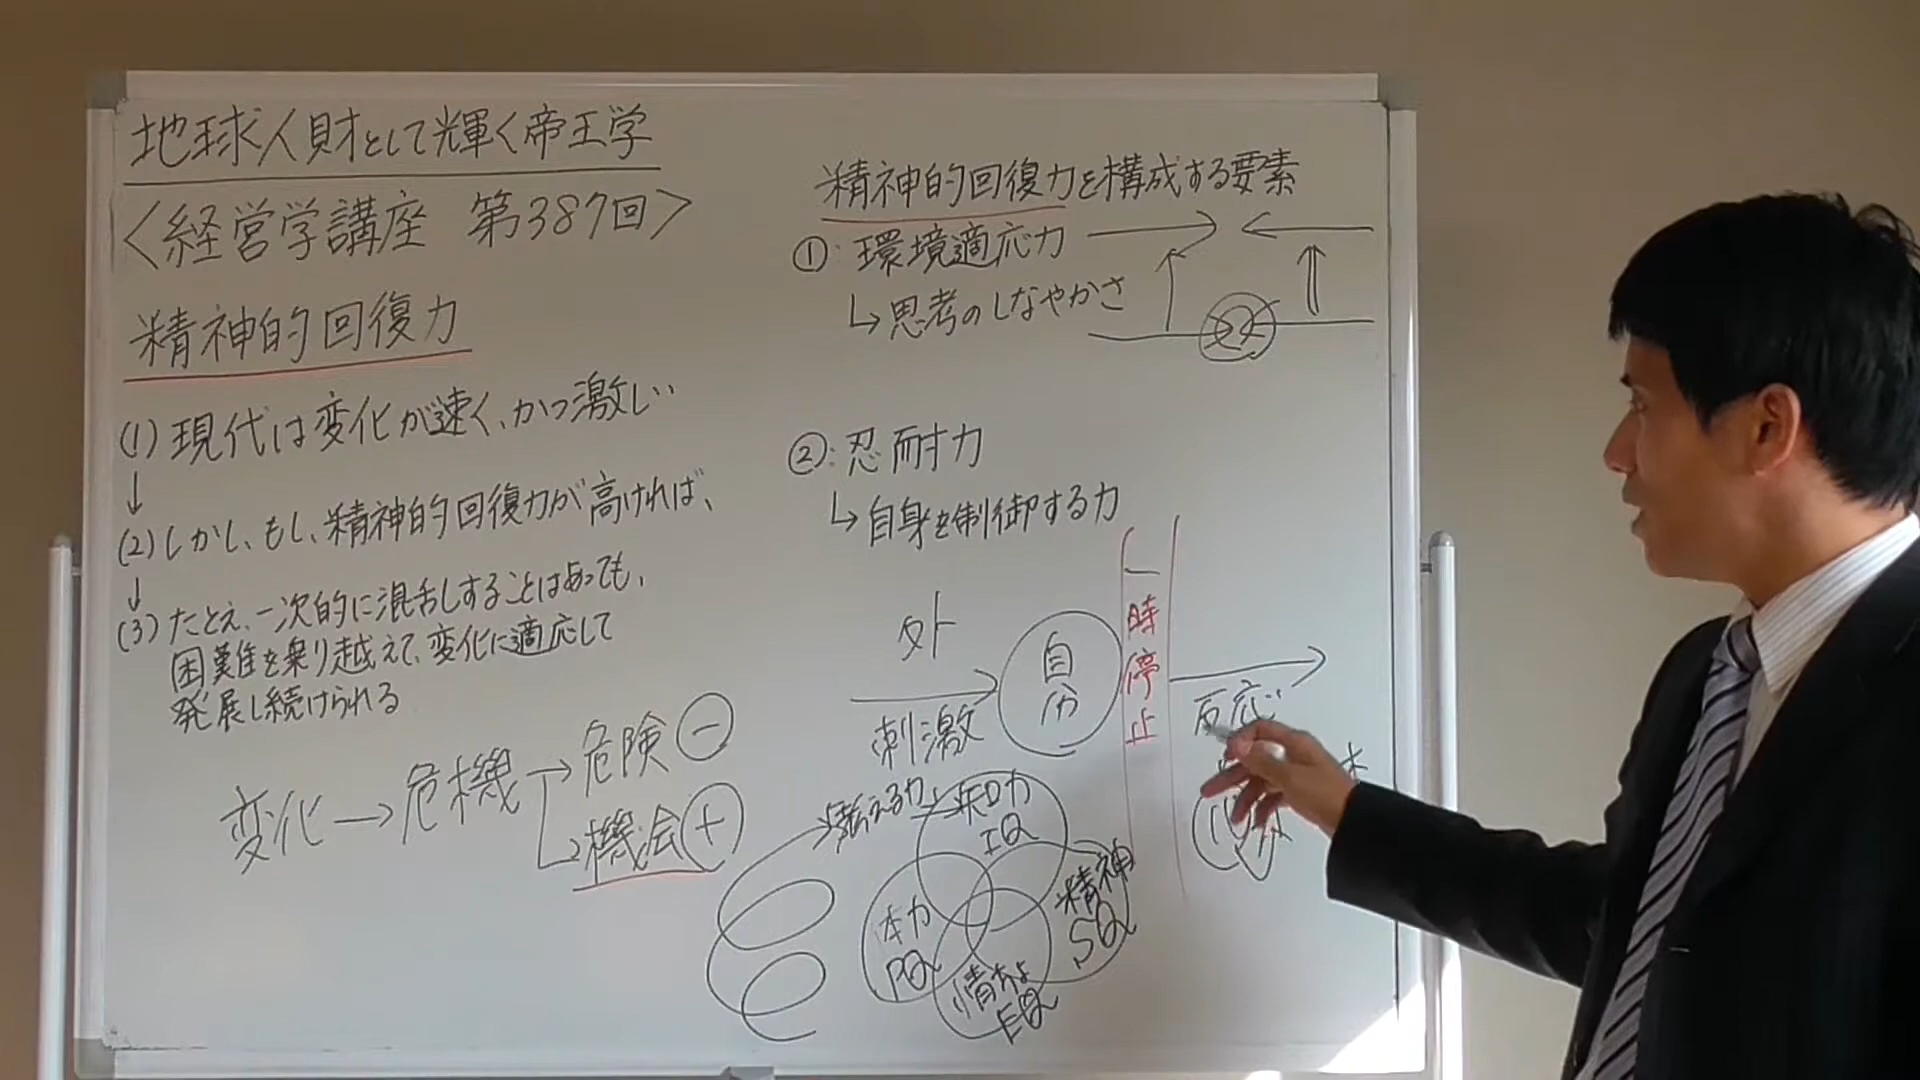 地球人財として輝く帝王学
＜経営学講座 第387回＞
精神的回復力
(1) 現代は変化が速く、かつ激しい
↓
(2) しかし、もし、精神的回復力が高ければ、
↓
(3) たとえ、一次的に混乱することはあっても、
困難を乗り越えて、変化に適応して
発展し続けられる
変化→危機→危険⊖
↳機会⊕
精神的回復力を構成する要素
①:環境適応力
↳思考のしなやかさ
②:忍耐力
↳自身を制御する力
外
刺激
自分
一時停止
反応
考える力
知力
IQ
体力
PQ
精神
SQ
情
EQ